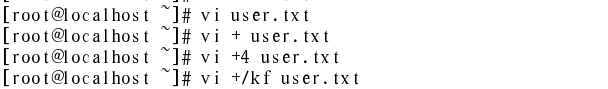 [root@localhost ~]# vi user.txt
[root@localhost ~]# vi + user.txt
[root@localhost ~]# vi +4 user.txt
[root@localhost ~]# vi +/kf user.txt